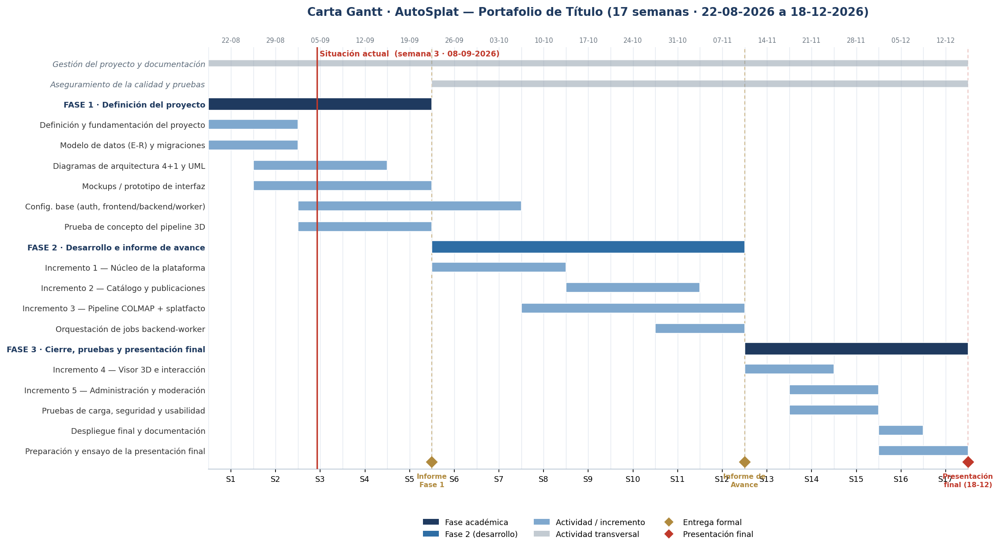 Carta Gantt · AutoSplat — Portafolio de Título (17 semanas · 22-08-2026 a 18-12-2026)
22-08 29-08 05-09 12-09 19-09 26-09 03-10 10-10 17-10 24-10 31-10 07-11 14-11 21-11 28-11 05-12 12-12
Situación actual (semana 3 · 08-09-2026)
Gestión del proyecto y documentación
Aseguramiento de la calidad y pruebas
FASE 1 · Definición del proyecto
Definición y fundamentación del proyecto
Modelo de datos (E-R) y migraciones
Diagramas de arquitectura 4+1 y UML
Mockups / prototipo de interfaz
Config. base (auth, frontend/backend/worker)
Prueba de concepto del pipeline 3D
FASE 2 · Desarrollo e informe de avance
Incremento 1 — Núcleo de la plataforma
Incremento 2 — Catálogo y publicaciones
Incremento 3 — Pipeline COLMAP + splatfacto
Orquestación de jobs backend-worker
FASE 3 · Cierre, pruebas y presentación final
Incremento 4 — Visor 3D e interacción
Incremento 5 — Administración y moderación
Pruebas de carga, seguridad y usabilidad
Despliegue final y documentación
Preparación y ensayo de la presentación final
S1 S2 S3 S4 S5 S6 S7 S8 S9 S10 S11 S12 S13 S14 S15 S16 S17
Informe
Fase 1
Informe de
Avance
Presentación
final (18-12)
Fase académica
Fase 2 (desarrollo)
Actividad / incremento
Actividad transversal
Entrega formal
Presentación final